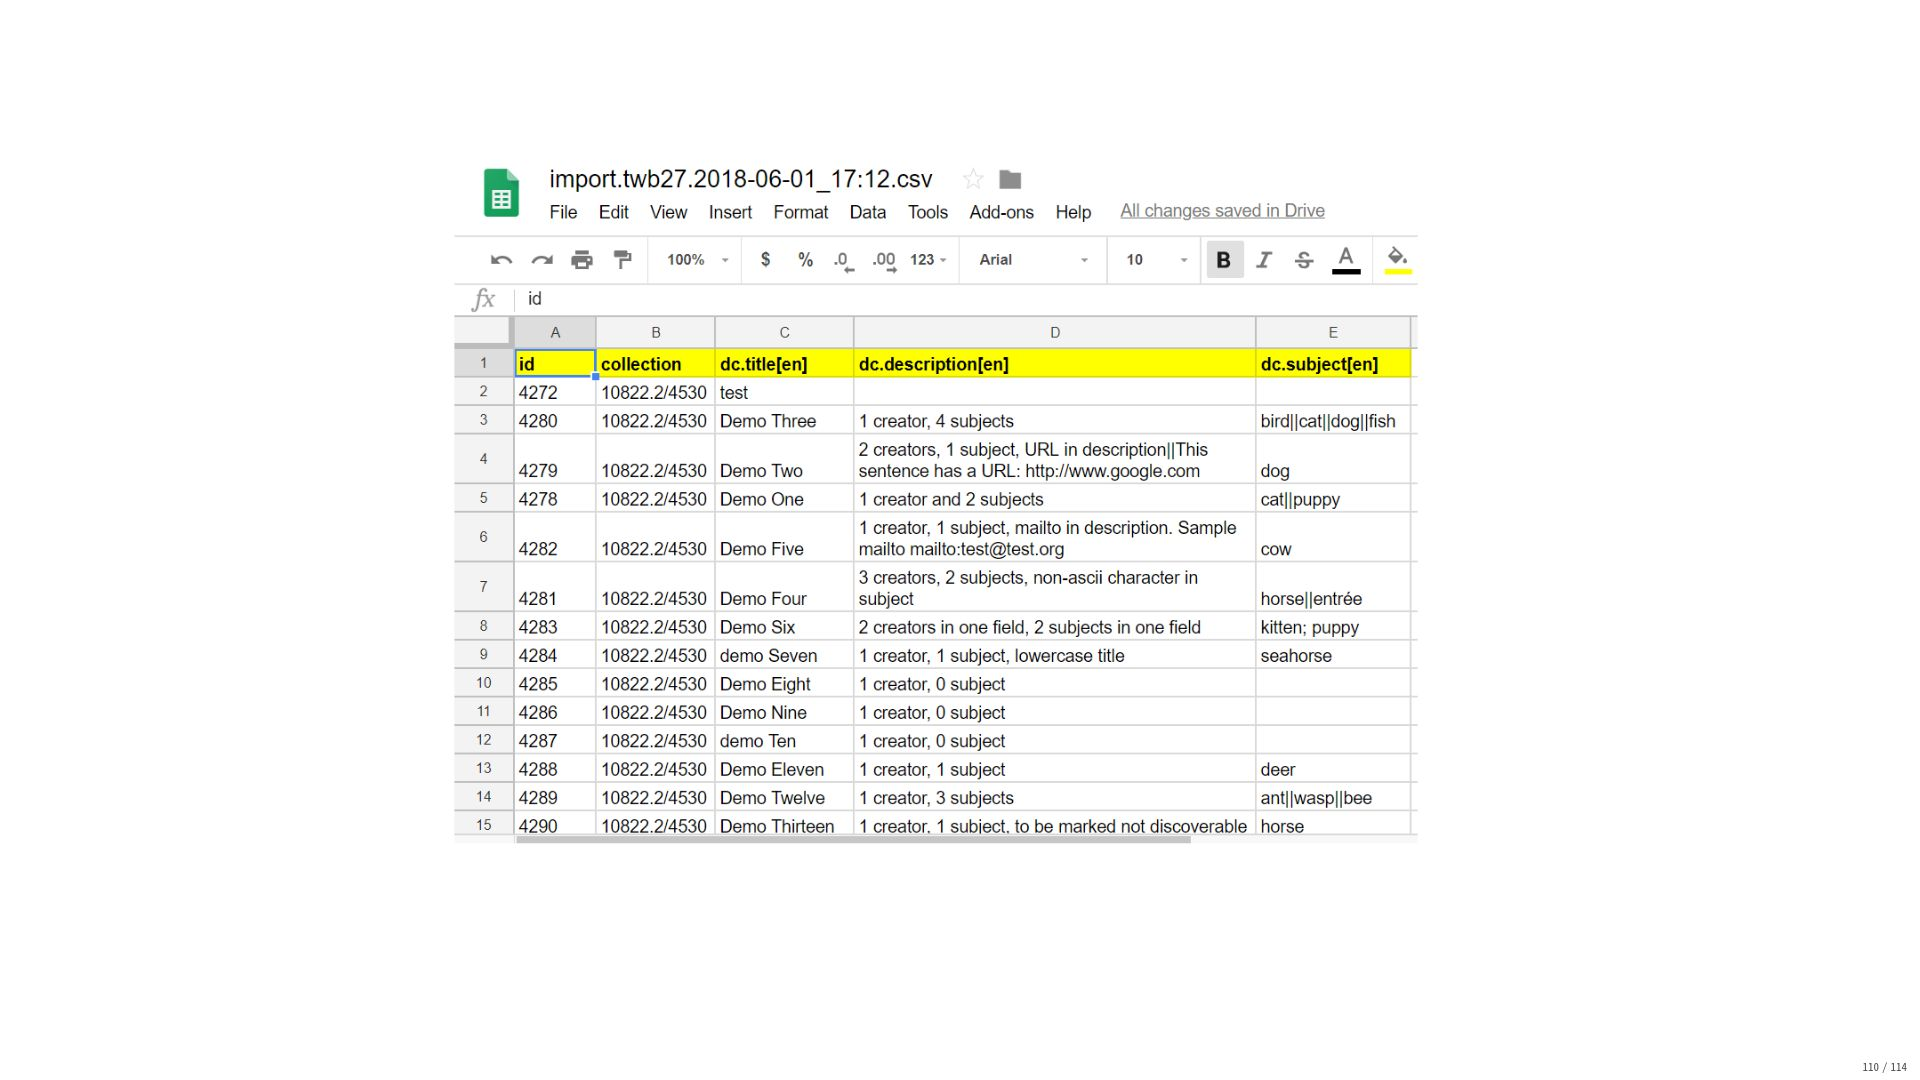 import.twb27.2018-06-01_17:12.csv
File Edit View Insert Format Data Tools Add-ons Help All changes saved in Drive
100% $ % .0 .00 123 Arial 10 B I S A
fx id
A B C D E
1 id collection dc.title[en] dc.description[en] dc.subject[en]
2 4272 10822.2/4530 test
3 4280 10822.2/4530 Demo Three 1 creator, 4 subjects bird||cat||dog||fish
2 creators, 1 subject, URL in description||This
4 4279 10822.2/4530 Demo Two sentence has a URL: http://www.google.com dog
5 4278 10822.2/4530 Demo One 1 creator and 2 subjects cat||puppy
1 creator, 1 subject, mailto in description. Sample
6 4282 10822.2/4530 Demo Five mailto mailto:test@test.org cow
3 creators, 2 subjects, non-ascii character in
7 4281 10822.2/4530 Demo Four subject horse||entrée
8 4283 10822.2/4530 Demo Six 2 creators in one field, 2 subjects in one field kitten; puppy
9 4284 10822.2/4530 demo Seven 1 creator, 1 subject, lowercase title seahorse
10 4285 10822.2/4530 Demo Eight 1 creator, 0 subject
11 4286 10822.2/4530 Demo Nine 1 creator, 0 subject
12 4287 10822.2/4530 demo Ten 1 creator, 0 subject
13 4288 10822.2/4530 Demo Eleven 1 creator, 1 subject deer
14 4289 10822.2/4530 Demo Twelve 1 creator, 3 subjects ant||wasp||bee
15 4290 10822.2/4530 Demo Thirteen 1 creator, 1 subject, to be marked not discoverable horse
110 / 114